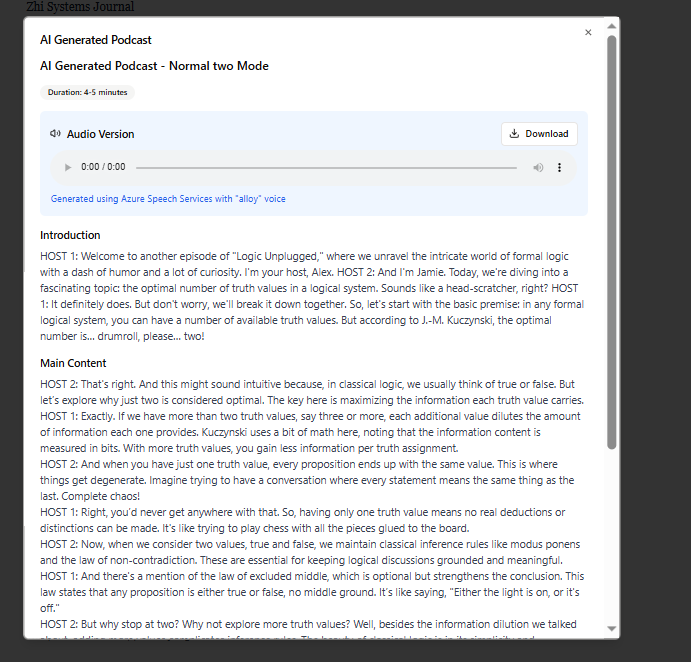 Zhi Systems Journal
AI Generated Podcast
×
AI Generated Podcast - Normal two Mode
Duration: 4-5 minutes
Audio Version
Download
0:00 / 0:00
Generated using Azure Speech Services with "alloy" voice
Introduction
HOST 1: Welcome to another episode of "Logic Unplugged," where we unravel the intricate world of formal logic
with a dash of humor and a lot of curiosity. I'm your host, Alex. HOST 2: And I'm Jamie. Today, we're diving into a
fascinating topic: the optimal number of truth values in a logical system. Sounds like a head-scratcher, right? HOST
1: It definitely does. But don't worry, we'll break it down together. So, let's start with the basic premise: in any formal
logical system, you can have a number of available truth values. But according to J.-M. Kuczynski, the optimal
number is... drumroll, please... two!
Main Content
HOST 2: That's right. And this might sound intuitive because, in classical logic, we usually think of true or false. But
let's explore why just two is considered optimal. The key here is maximizing the information each truth value carries.
HOST 1: Exactly. If we have more than two truth values, say three or more, each additional value dilutes the amount
of information each one provides. Kuczynski uses a bit of math here, noting that the information content is
measured in bits. With more truth values, you gain less information per truth assignment.
HOST 2: And when you have just one truth value, every proposition ends up with the same value. This is where
things get degenerate. Imagine trying to have a conversation where every statement means the same thing as the
last. Complete chaos!
HOST 1: Right, you'd never get anywhere with that. So, having only one truth value means no real deductions or
distinctions can be made. It's like trying to play chess with all the pieces glued to the board.
HOST 2: Now, when we consider two values, true and false, we maintain classical inference rules like modus ponens
and the law of non-contradiction. These are essential for keeping logical discussions grounded and meaningful.
HOST 1: And there's a mention of the law of excluded middle, which is optional but strengthens the conclusion. This
law states that any proposition is either true or false, no middle ground. It's like saying, "Either the light is on, or it's
off."
HOST 2: But why stop at two? Why not explore more truth values? Well, besides the information dilution we talked
about, adding more values complicates inference rules. The beauty of classical logic is in its simplicity and